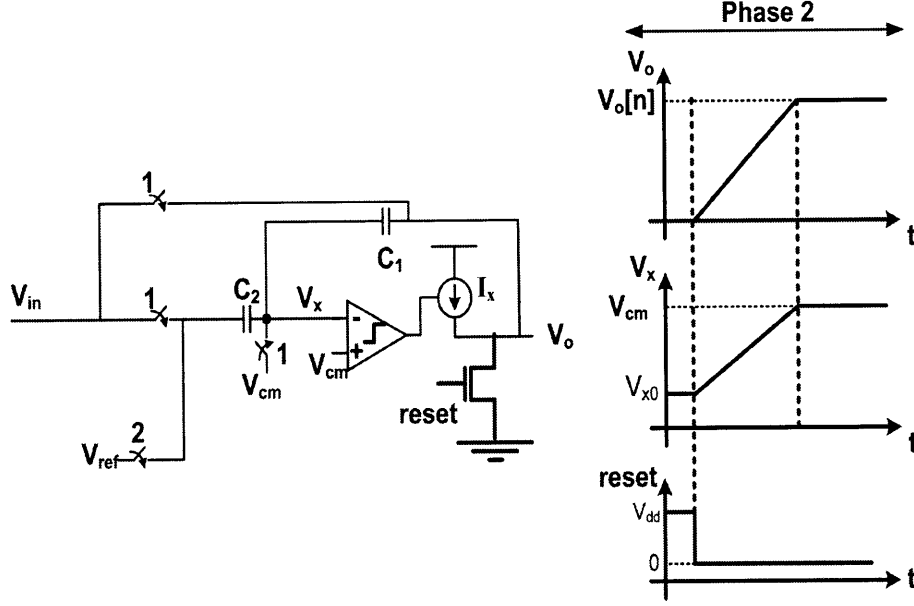 Phase 2
Vo
Vo[n]
t
Vx
Vcm
Vx0
t
reset
Vdd
0
t
1
C1
Ix
Vin
1
C2
Vx
-
+
1
Vcm
Vcm
Vo
reset
2
Vref